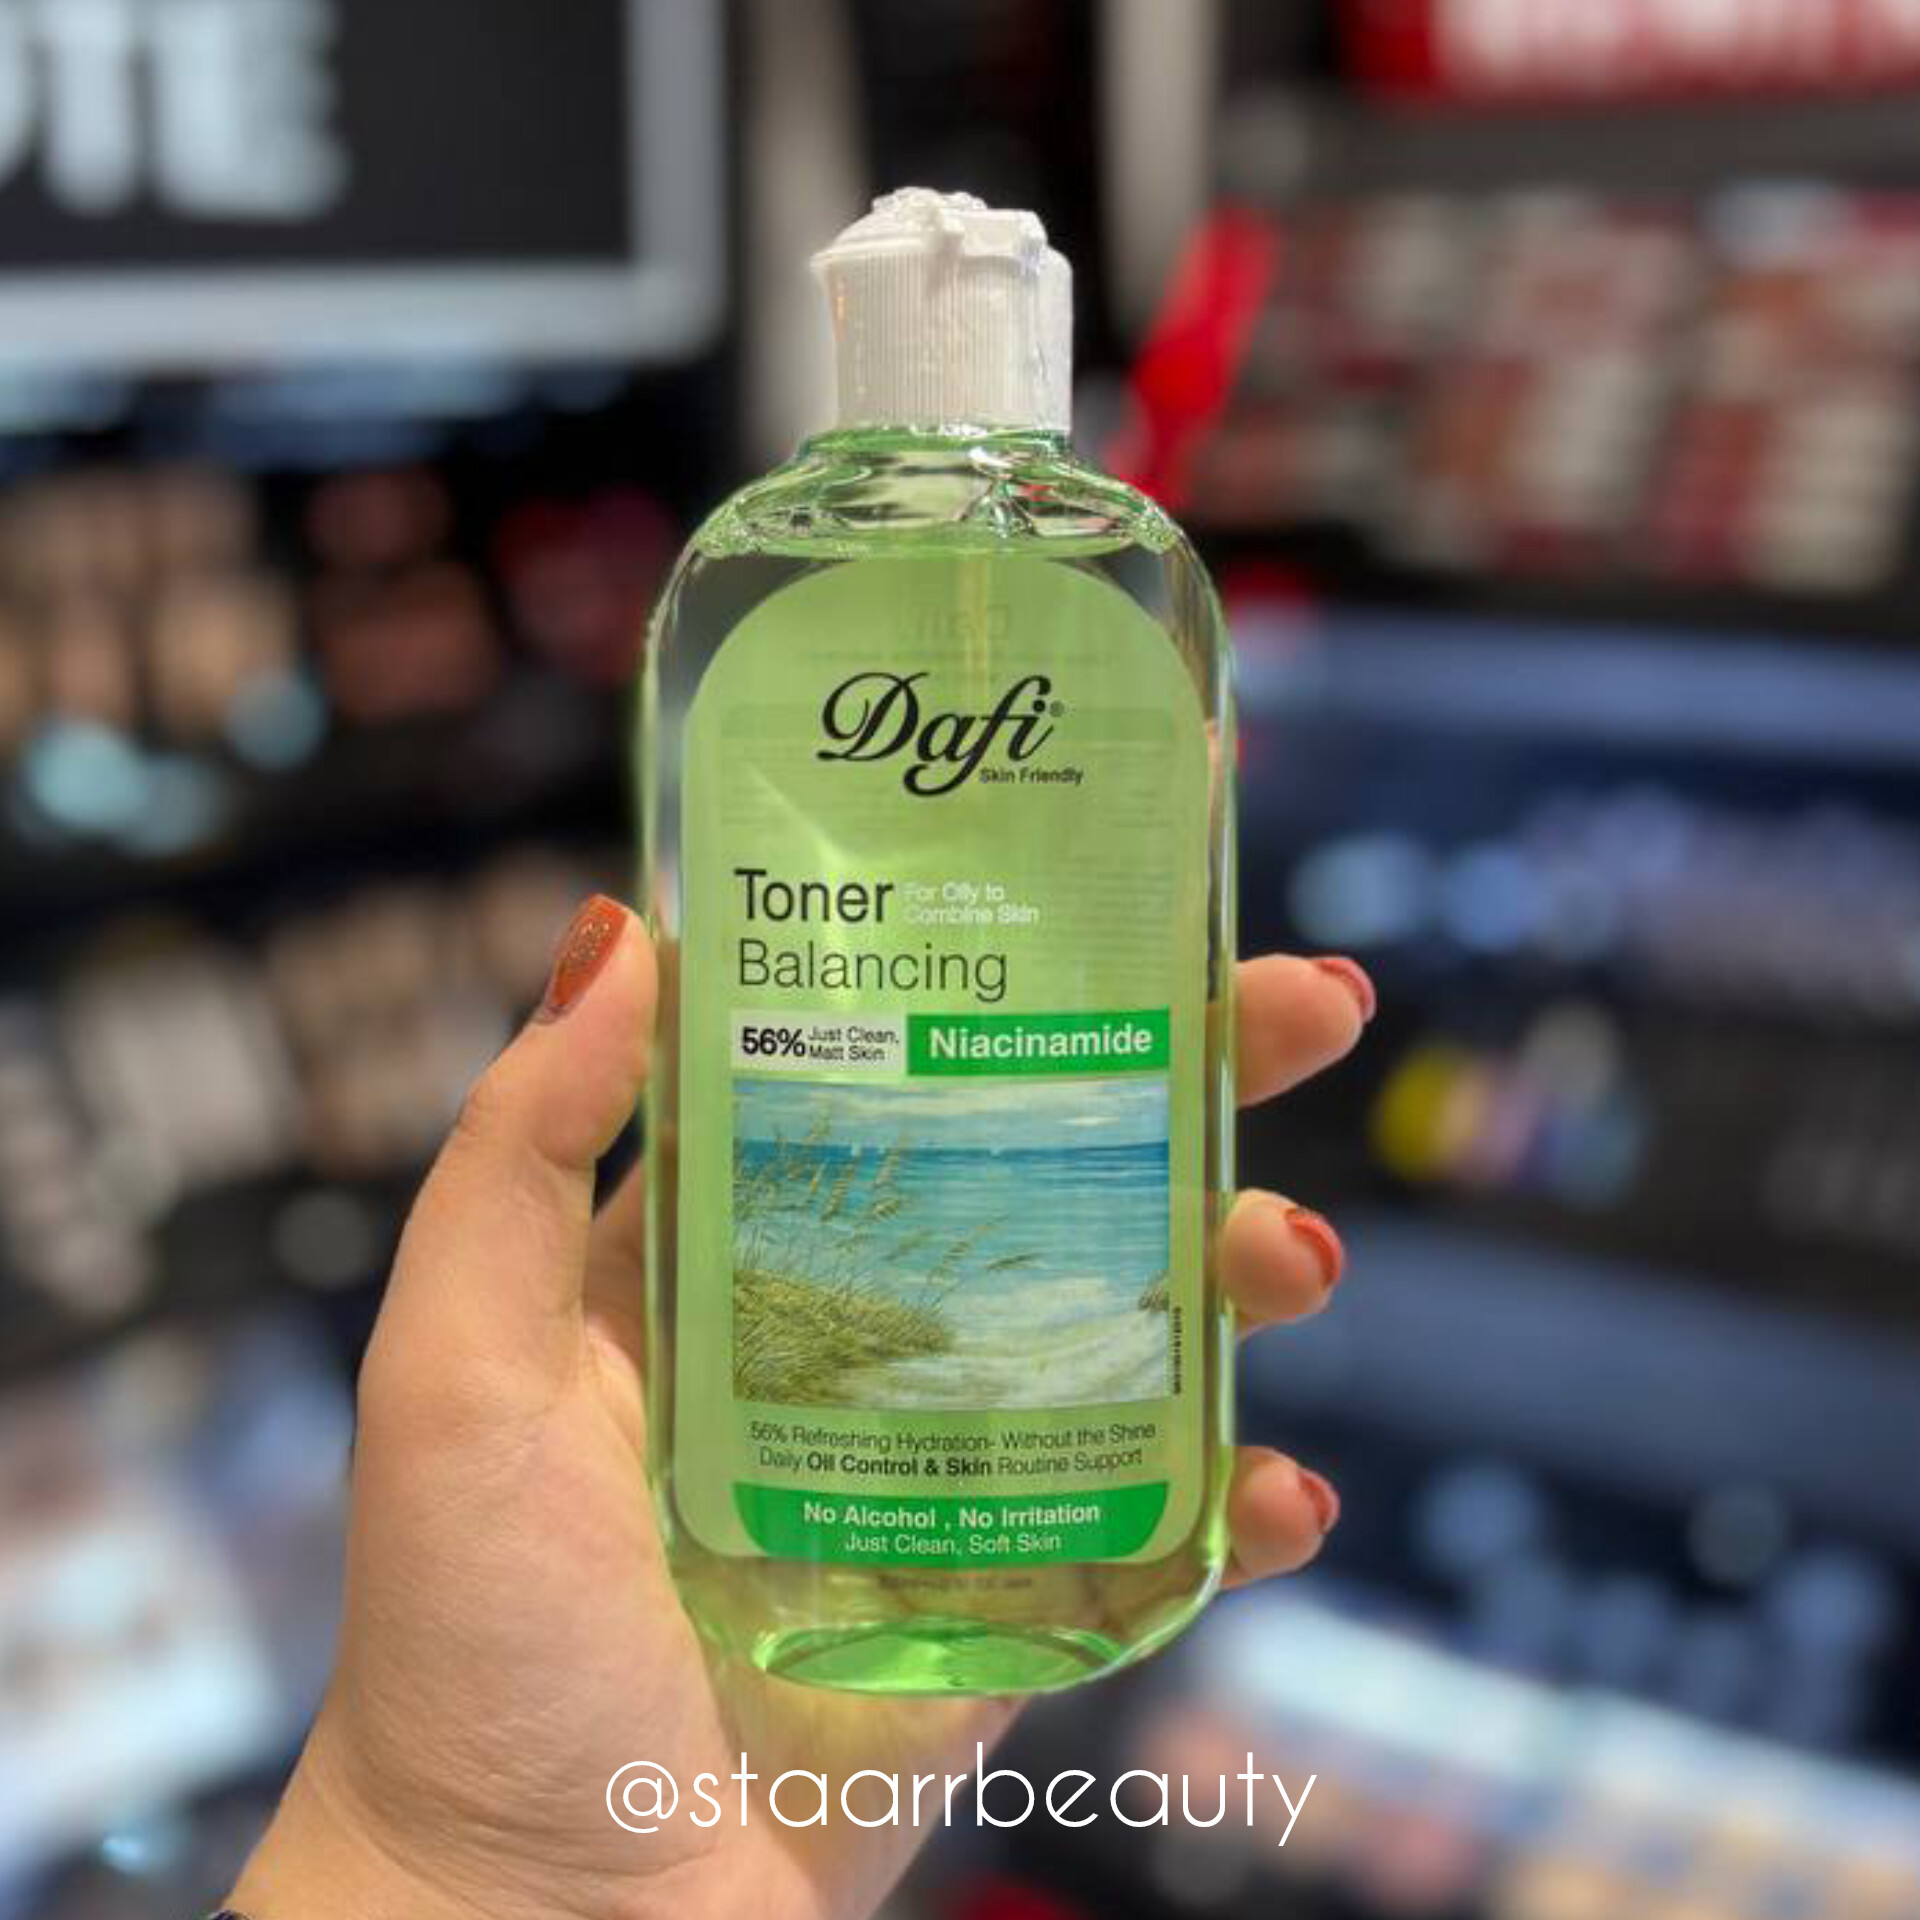 Dafi®
Skin Friendly
Toner For Oily to
Combine Skin
Balancing
56% Just Clean,
Matt Skin
Niacinamide
56% Refreshing Hydration- Without the Shine
Daily Oil Control & Skin Routine Support
No Alcohol , No Irritation
Just Clean, Soft Skin
@staarrbeauty